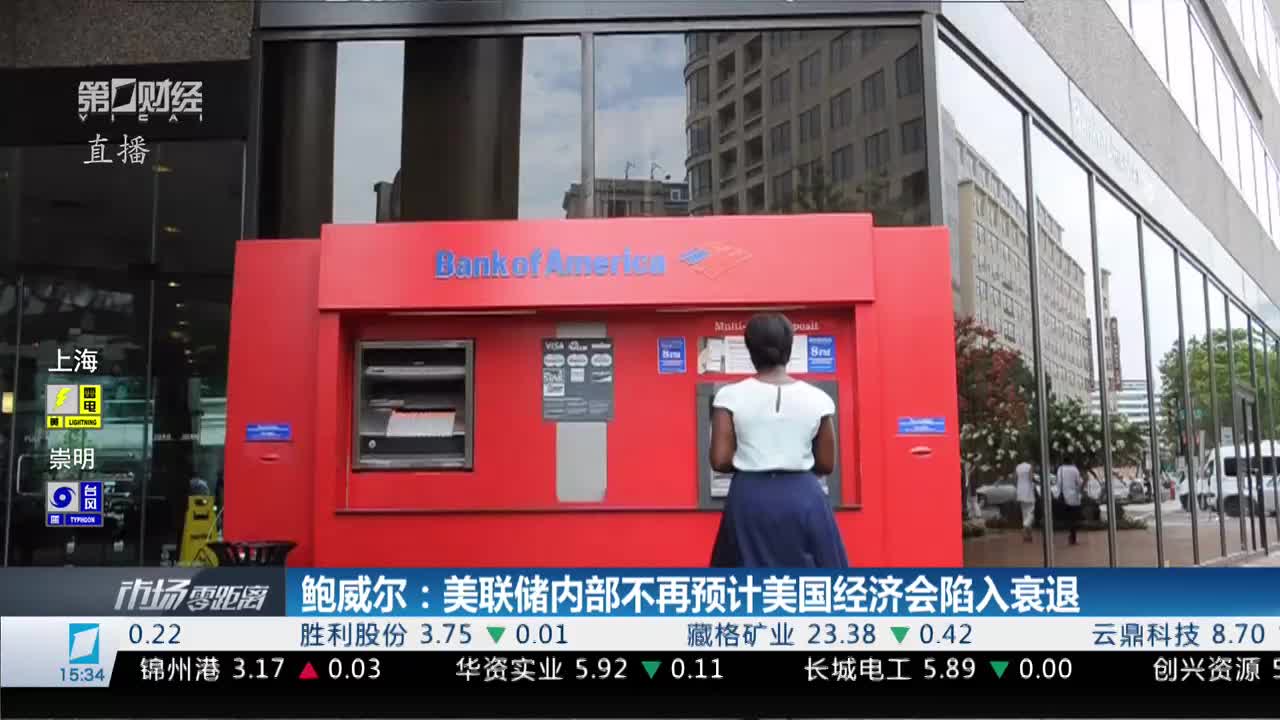 第一财经
YICAI
直播
Bank of America
VISA
上海
雷电
黄 LIGHTNING
崇明
台风
蓝 TYPHOON
市场零距离
鲍威尔：美联储内部不再预计美国经济会陷入衰退
0.22 胜利股份 3.75 ▼ 0.01 藏格矿业 23.38 ▼ 0.42 云鼎科技 8.70
15:34
锦州港 3.17 ▲ 0.03 华资实业 5.92 ▼ 0.11 长城电工 5.89 ▼ 0.00 创兴资源